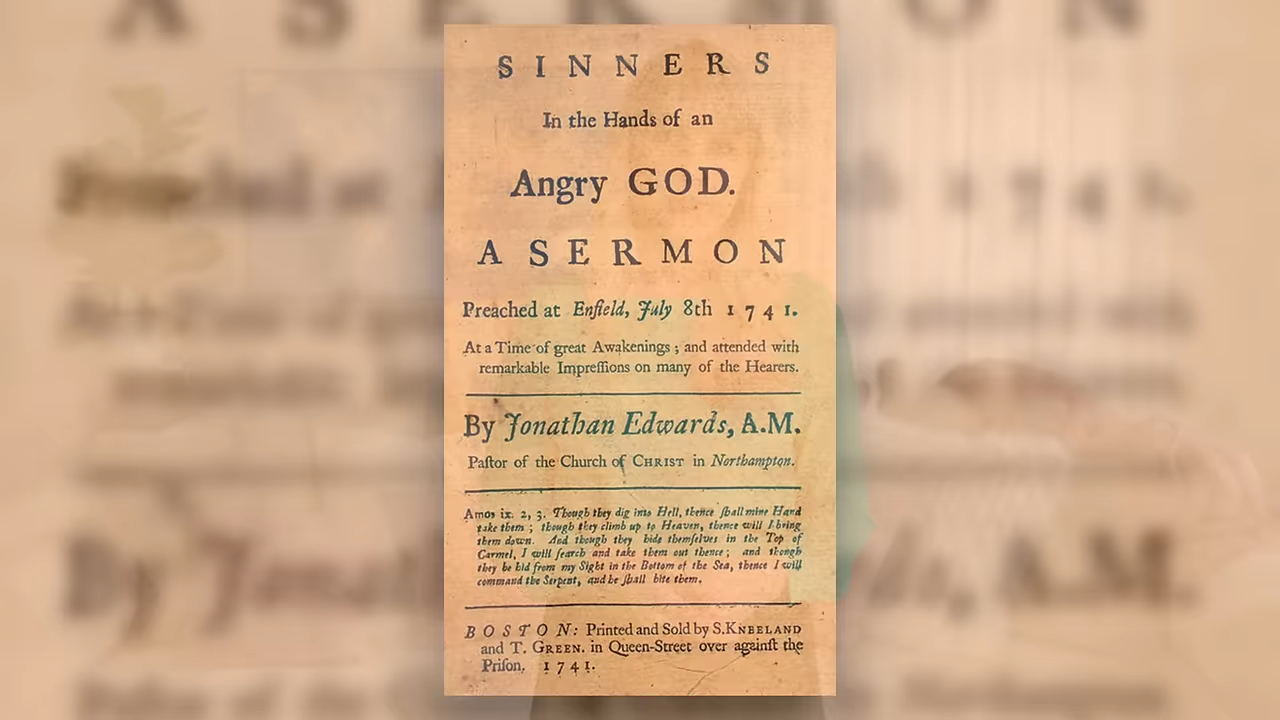 SINNERS
In the Hands of an
Angry GOD.
A SERMON
Preached at Enfield, July 8th 1741.
At a Time of great Awakenings; and attended with
remarkable Impreſſions on many of the Hearers.
By Jonathan Edwards, A.M.
Paſtor of the Church of CHRIST in Northampton.
Amos ix. 2, 3. Though they dig into Hell, thence ſhall mine Hand
take them; though they climb up to Heaven, thence will I bring
them down. And though they hide themſelves in the Top of
Carmel, I will ſearch and take them out thence; and though
they be hid from my Sight in the Bottom of the Sea, thence I will
command the Serpent, and he ſhall bite them.
BOSTON: Printed and Sold by S.KNEELAND
and T. GREEN. in Queen-Street over againſt the
Priſon, 1741.